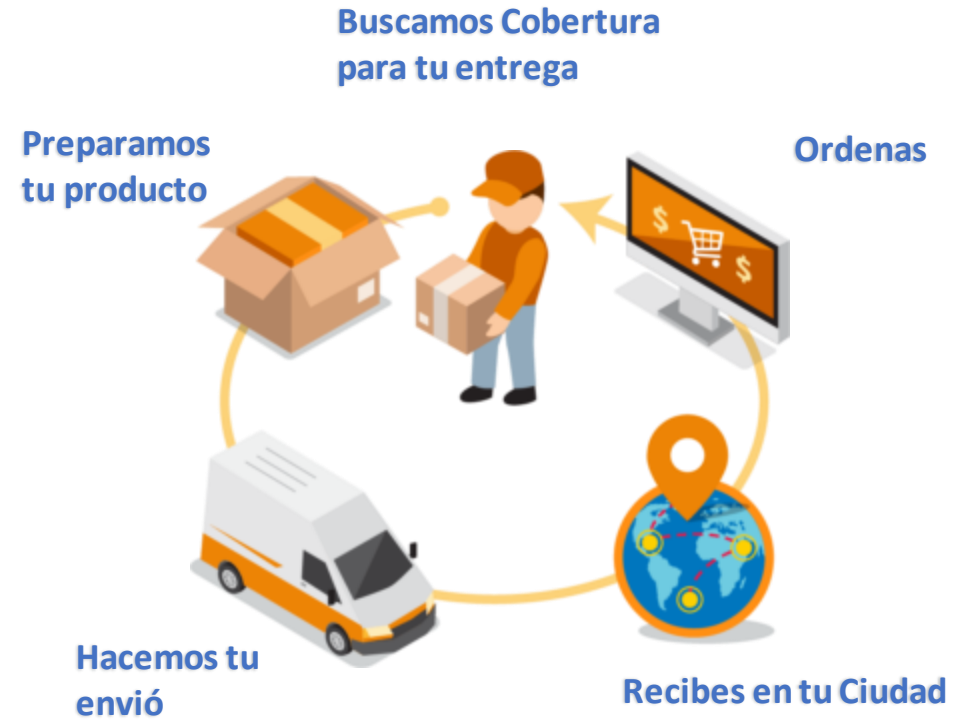 Buscamos Cobertura
para tu entrega
Preparamos
tu producto
Ordenas
$
$
Hacemos tu
envió
Recibes en tu Ciudad